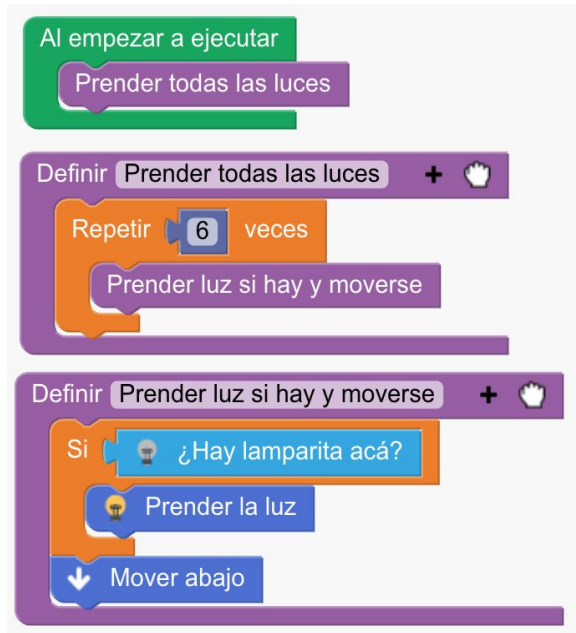 Al empezar a ejecutar
Prender todas las luces
Definir Prender todas las luces +
Repetir 6 veces
Prender luz si hay y moverse
Definir Prender luz si hay y moverse +
Si ¿Hay lamparita acá?
Prender la luz
Mover abajo